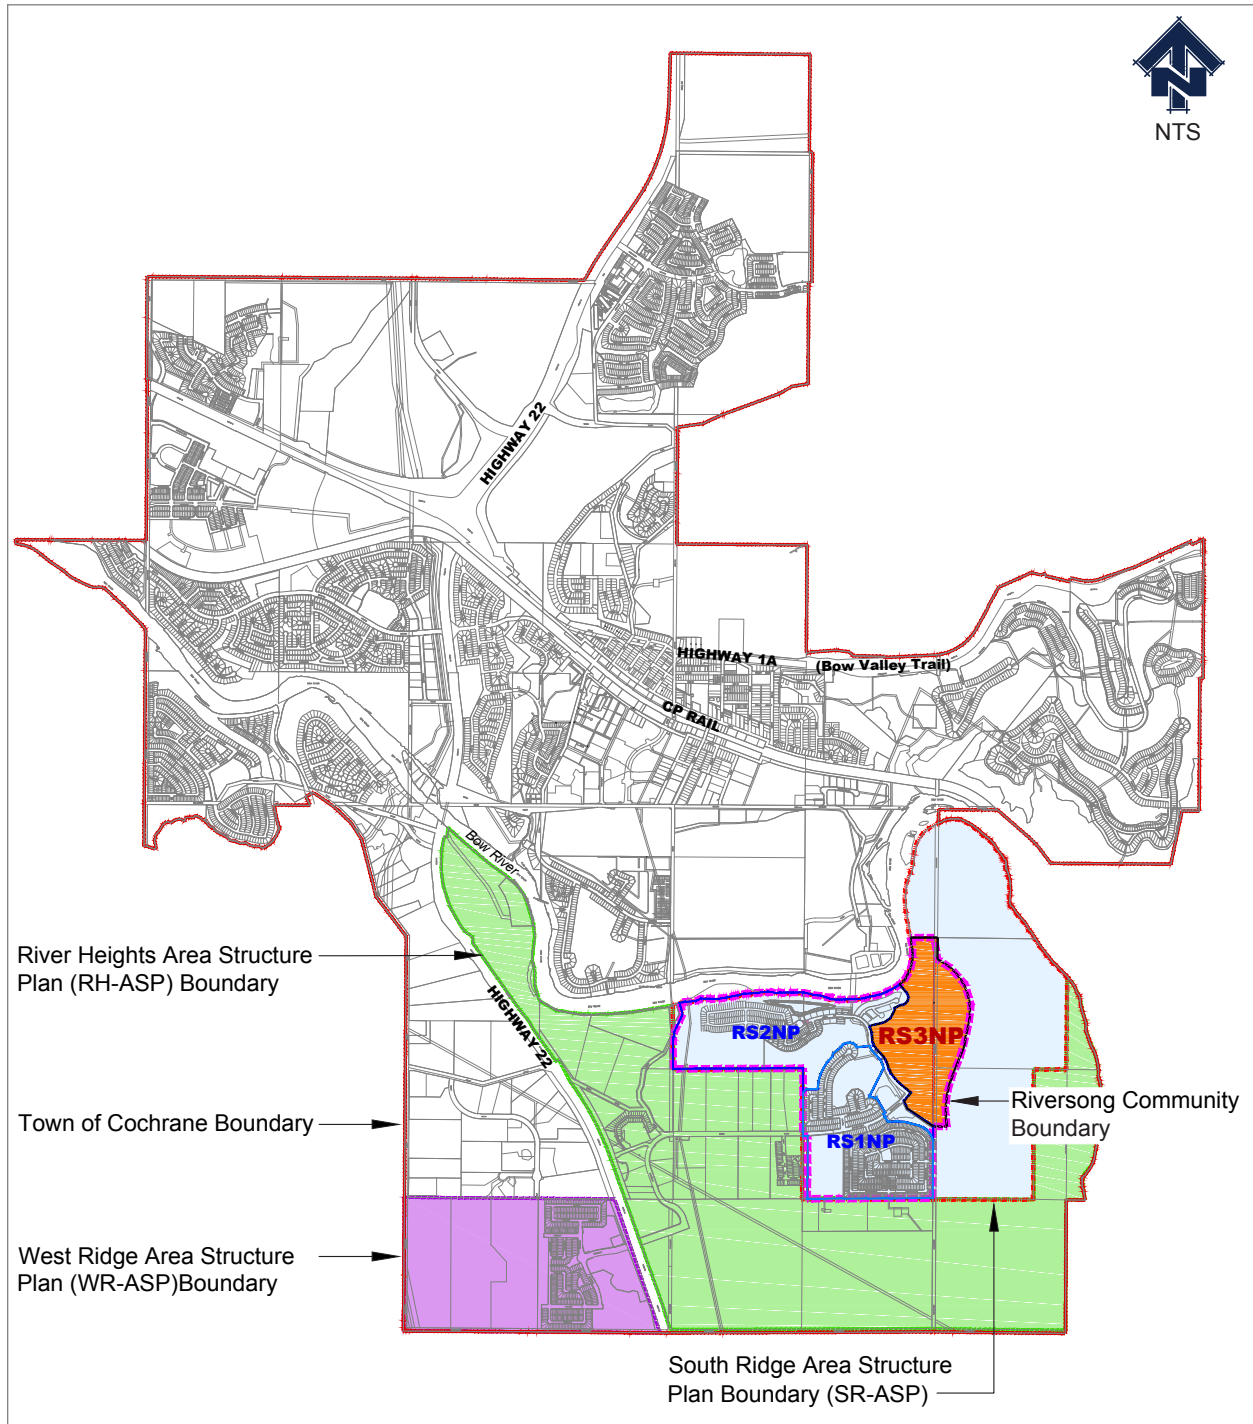 N
NTS
HIGHWAY 22
HIGHWAY 1A
(Bow Valley Trail)
CP RAIL
Bow River
River Heights Area Structure
Plan (RH-ASP) Boundary
HIGHWAY 22
RS2NP
RS3NP
Riversong Community
Boundary
Town of Cochrane Boundary
RS1NP
West Ridge Area Structure
Plan (WR-ASP)Boundary
South Ridge Area Structure
Plan Boundary (SR-ASP)